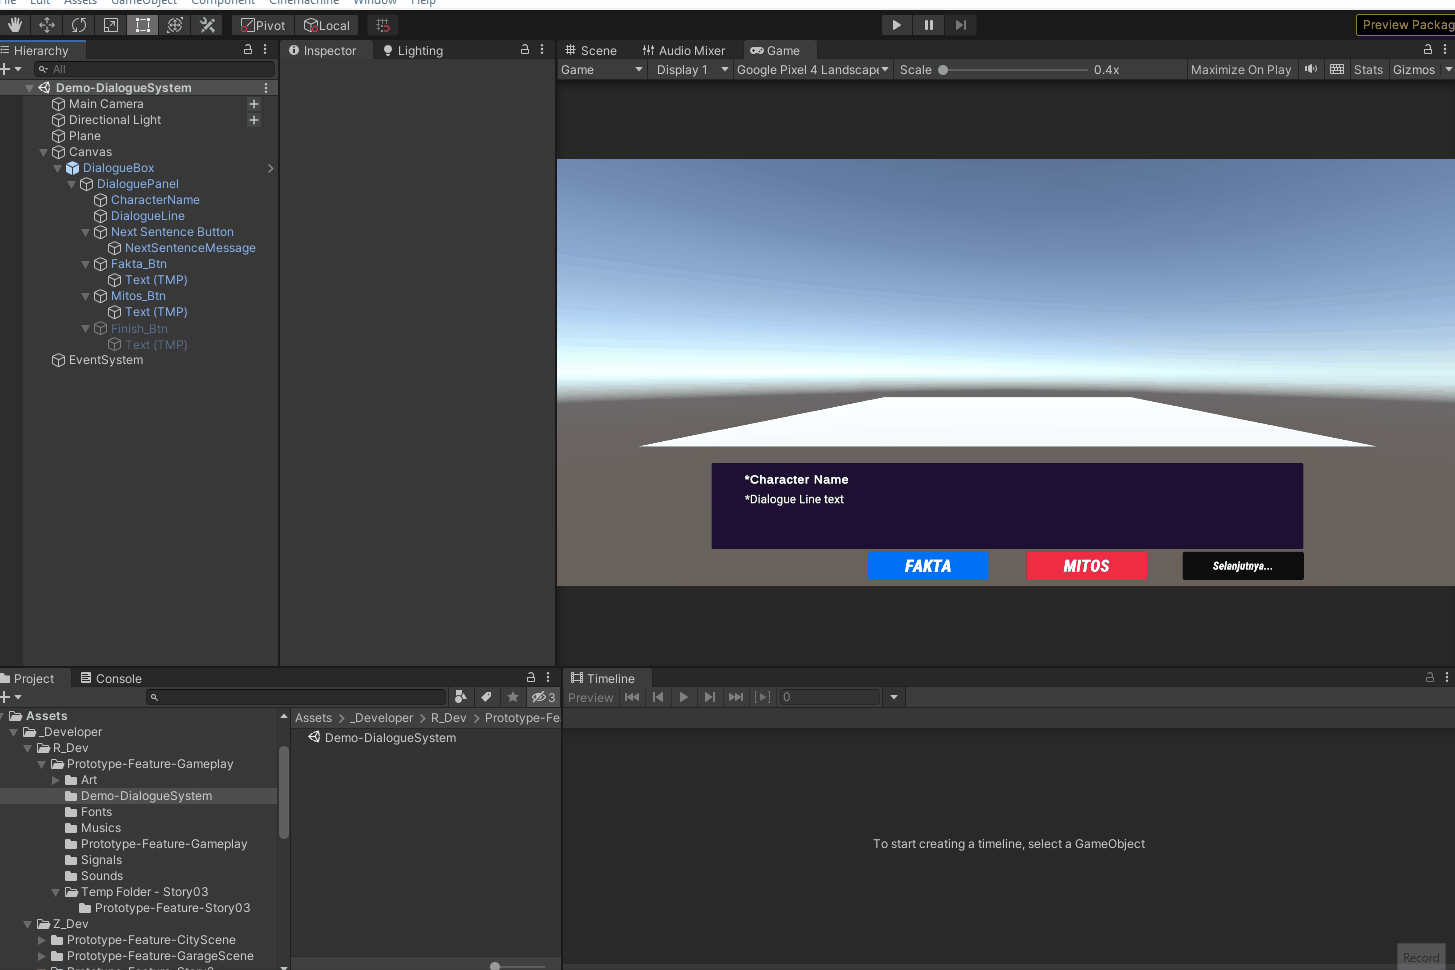 File Edit Assets GameObject Component Cinemachine Window Help
Pivot Local
Preview Packag
Hierarchy
All
Demo-DialogueSystem
Main Camera
Directional Light
Plane
Canvas
DialogueBox
DialoguePanel
CharacterName
DialogueLine
Next Sentence Button
NextSentenceMessage
Fakta_Btn
Text (TMP)
Mitos_Btn
Text (TMP)
Finish_Btn
Text (TMP)
EventSystem
Inspector Lighting
Scene Audio Mixer Game
Game Display 1 Google Pixel 4 Landscape Scale 0.4x Maximize On Play Stats Gizmos
*Character Name
*Dialogue Line text
FAKTA MITOS Selanjutnya...
Project Console
3
Assets
_Developer
R_Dev
Prototype-Feature-Gameplay
Art
Demo-DialogueSystem
Fonts
Musics
Prototype-Feature-Gameplay
Signals
Sounds
Temp Folder - Story03
Prototype-Feature-Story03
Z_Dev
Prototype-Feature-CityScene
Prototype-Feature-GarageScene
Assets > _Developer > R_Dev > Prototype-Fe
Demo-DialogueSystem
Timeline
Preview 0
To start creating a timeline, select a GameObject
Record